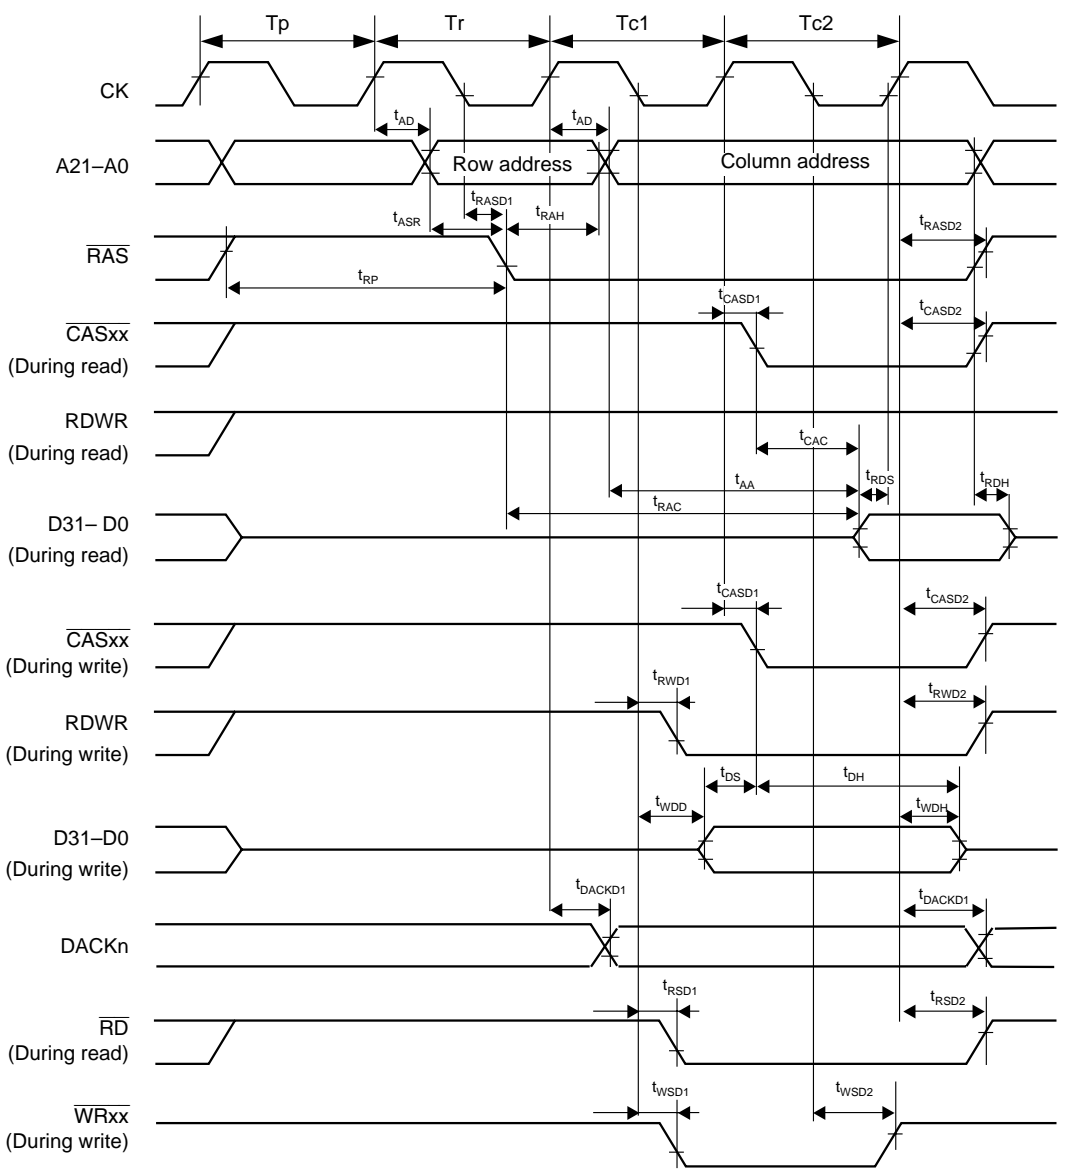 Tp Tr Tc1 Tc2
CK
tAD tAD
A21–A0 Row address Column address
tRASD1
tASR tRAH tRASD2
RAS
tRP
tCASD1 tCASD2
CASxx
(During read)
RDWR
(During read)
tCAC
tAA tRDS tRDH
tRAC
D31– D0
(During read)
tCASD1 tCASD2
CASxx
(During write)
tRWD1 tRWD2
RDWR
(During write)
tDS tDH
tWDD tWDH
D31–D0
(During write)
tDACKD1 tDACKD1
DACKn
tRSD1 tRSD2
RD
(During read)
tWSD1 tWSD2
WRxx
(During write)